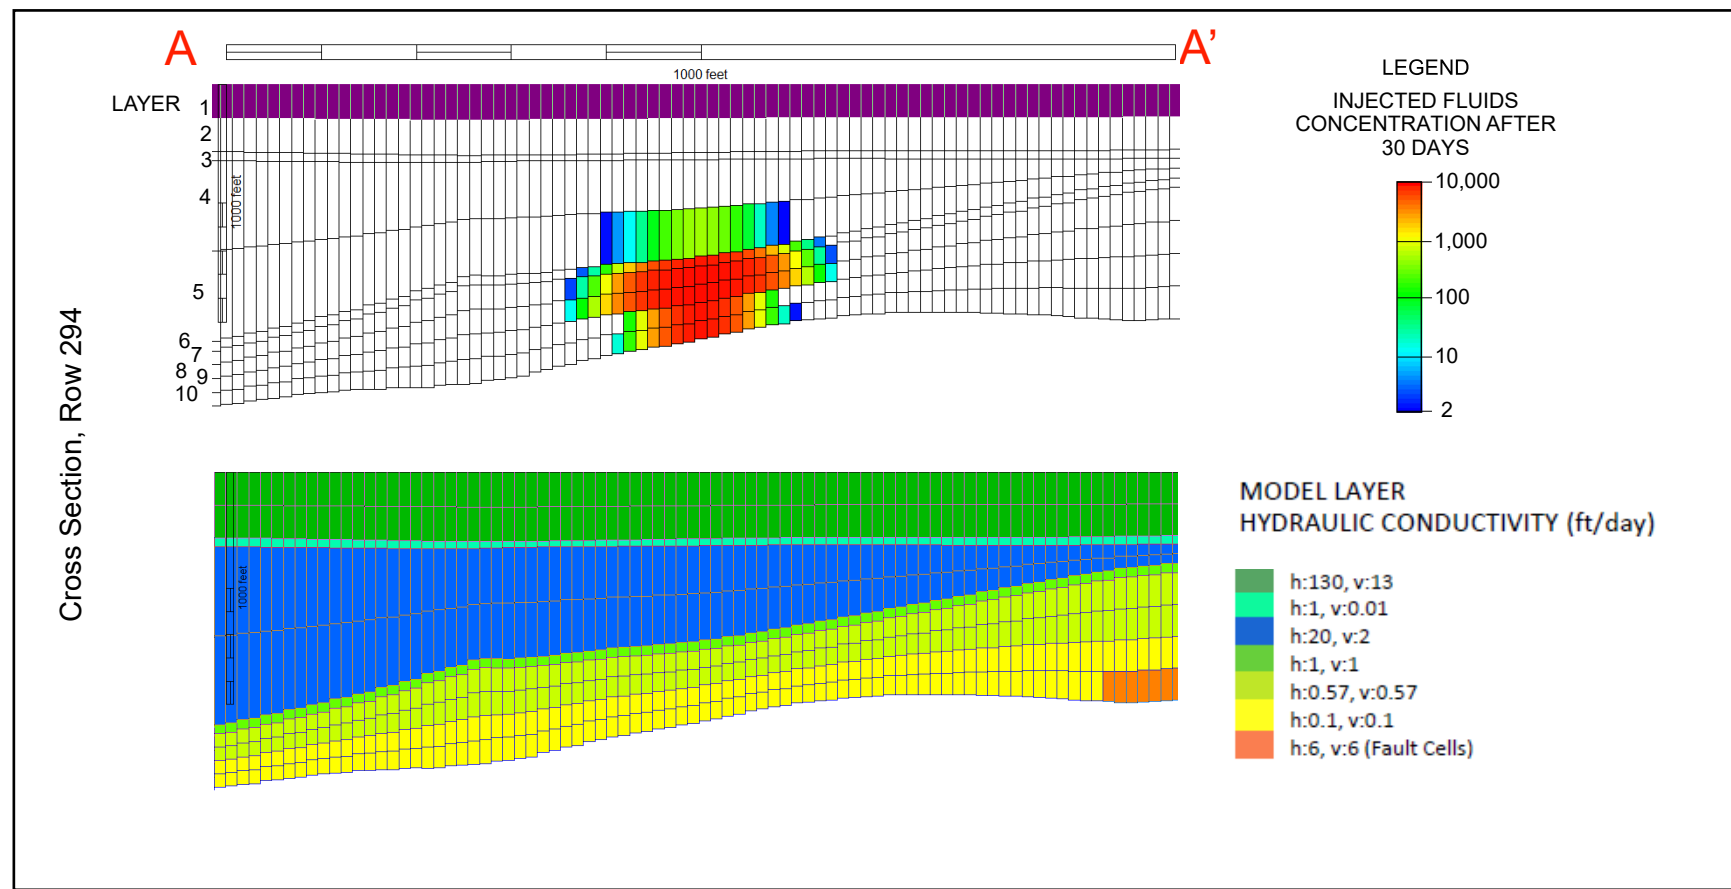 A
A'
1000 feet
LAYER
1
2
3
4
1000 feet
5
6
7
8
9
10
LEGEND
INJECTED FLUIDS
CONCENTRATION AFTER
30 DAYS
10,000
1,000
100
10
2
Cross Section, Row 294
1000 feet
MODEL LAYER
HYDRAULIC CONDUCTIVITY (ft/day)
h:130, v:13
h:1, v:0.01
h:20, v:2
h:1, v:1
h:0.57, v:0.57
h:0.1, v:0.1
h:6, v:6 (Fault Cells)